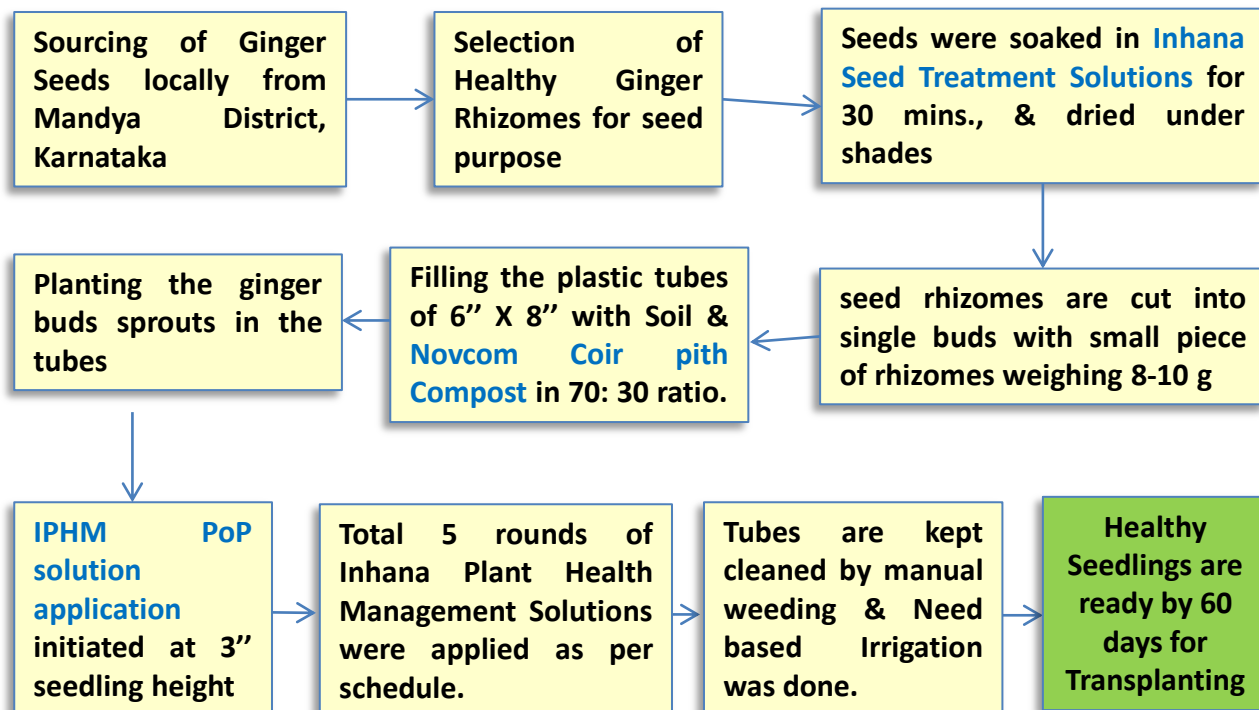 Sourcing of Ginger
Seeds locally from
Mandya District,
Karnataka
Selection of
Healthy Ginger
Rhizomes for seed
purpose
Seeds were soaked in Inhana
Seed Treatment Solutions for
30 mins., & dried under
shades
seed rhizomes are cut into
single buds with small piece
of rhizomes weighing 8-10 g
Filling the plastic tubes
of 6’’ X 8’’ with Soil &
Novcom Coir pith
Compost in 70: 30 ratio.
Planting the ginger
buds sprouts in the
tubes
IPHM PoP
solution
application
initiated at 3’’
seedling height
Total 5 rounds of
Inhana Plant Health
Management Solutions
were applied as per
schedule.
Tubes are kept
cleaned by manual
weeding & Need
based Irrigation
was done.
Healthy
Seedlings are
ready by 60
days for
Transplanting